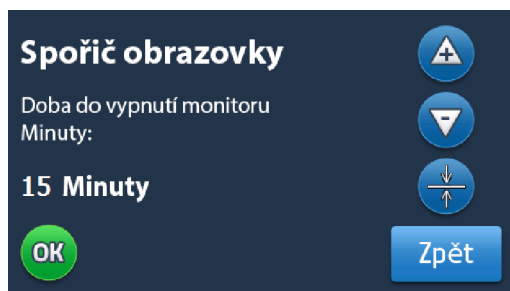 Spořič obrazovky
Doba do vypnutí monitoru
Minuty:
15 Minuty
OK
Zpět